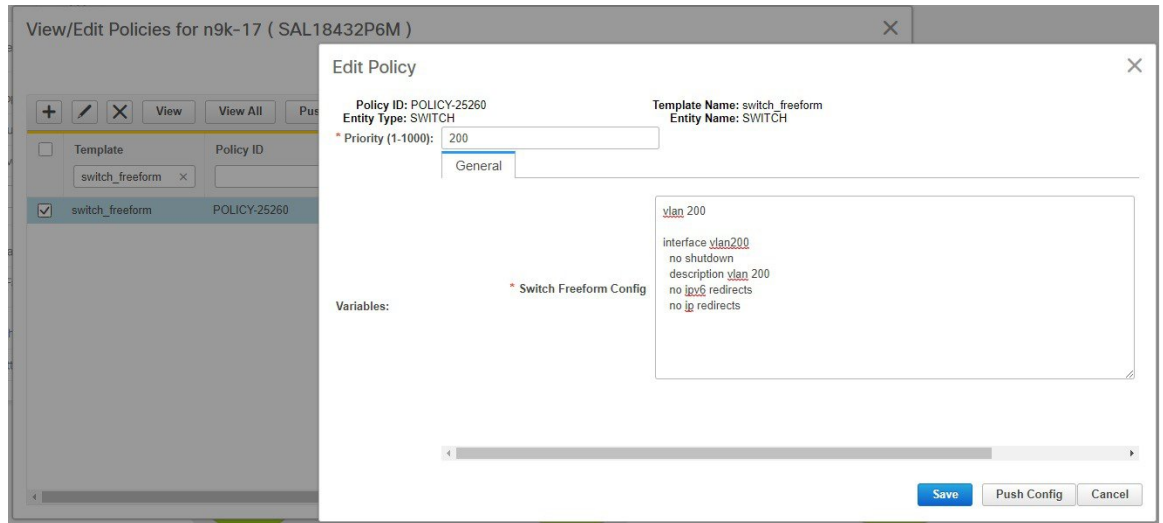 View/Edit Policies for n9k-17 ( SAL18432P6M )
View
View All
Template
Policy ID
switch_freeform
switch_freeform
POLICY-25260
Edit Policy
Policy ID: POLICY-25260
Template Name: switch_freeform
Entity Type: SWITCH
Entity Name: SWITCH
* Priority (1-1000):
200
General
Variables:
* Switch Freeform Config
vlan 200
interface vlan200
no shutdown
description vlan 200
no ipv6 redirects
no ip redirects
Save
Push Config
Cancel